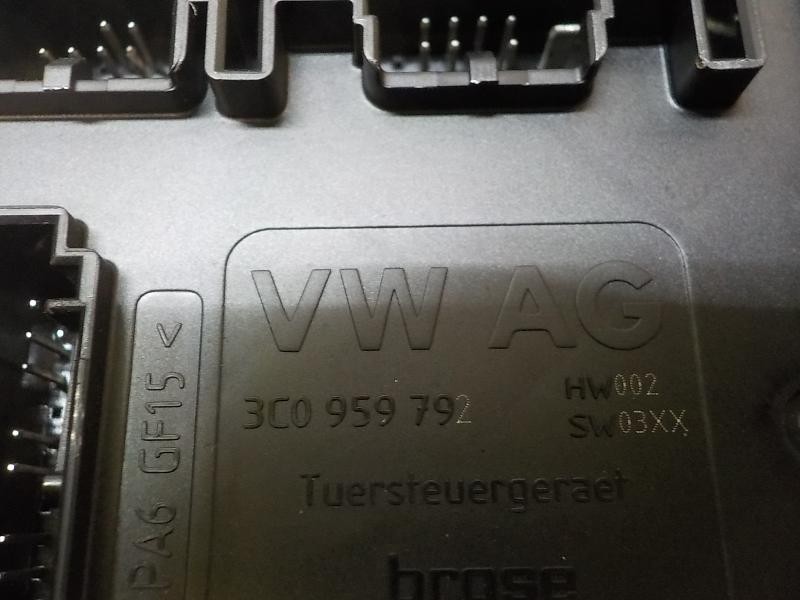 VW AG
3C0 959 792
HW002
SW03XX
Tuersteuergeraet
brose
PA6 GF15 <